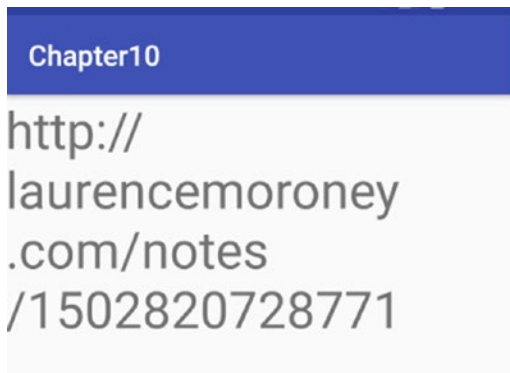 Chapter10
http://
laurencemoroney
.com/notes
/1502820728771